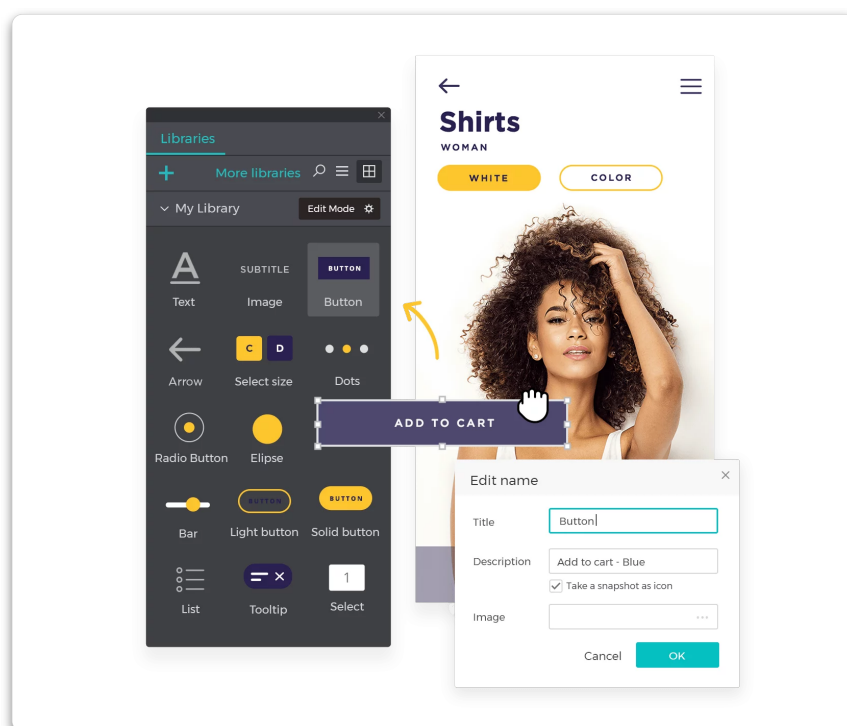 Libraries
More libraries
My Library
Edit Mode
A
SUBTITLE
BUTTON
Text
Image
Button
C
D
Arrow
Select size
Dots
Radio Button
Elipse
BUTTON
BUTTON
Bar
Light button
Solid button
1
List
Tooltip
Select
Shirts
WOMAN
WHITE
COLOR
ADD TO CART
Edit name
Title
Button
Description
Add to cart - Blue
Take a snapshot as icon
Image
Cancel
OK